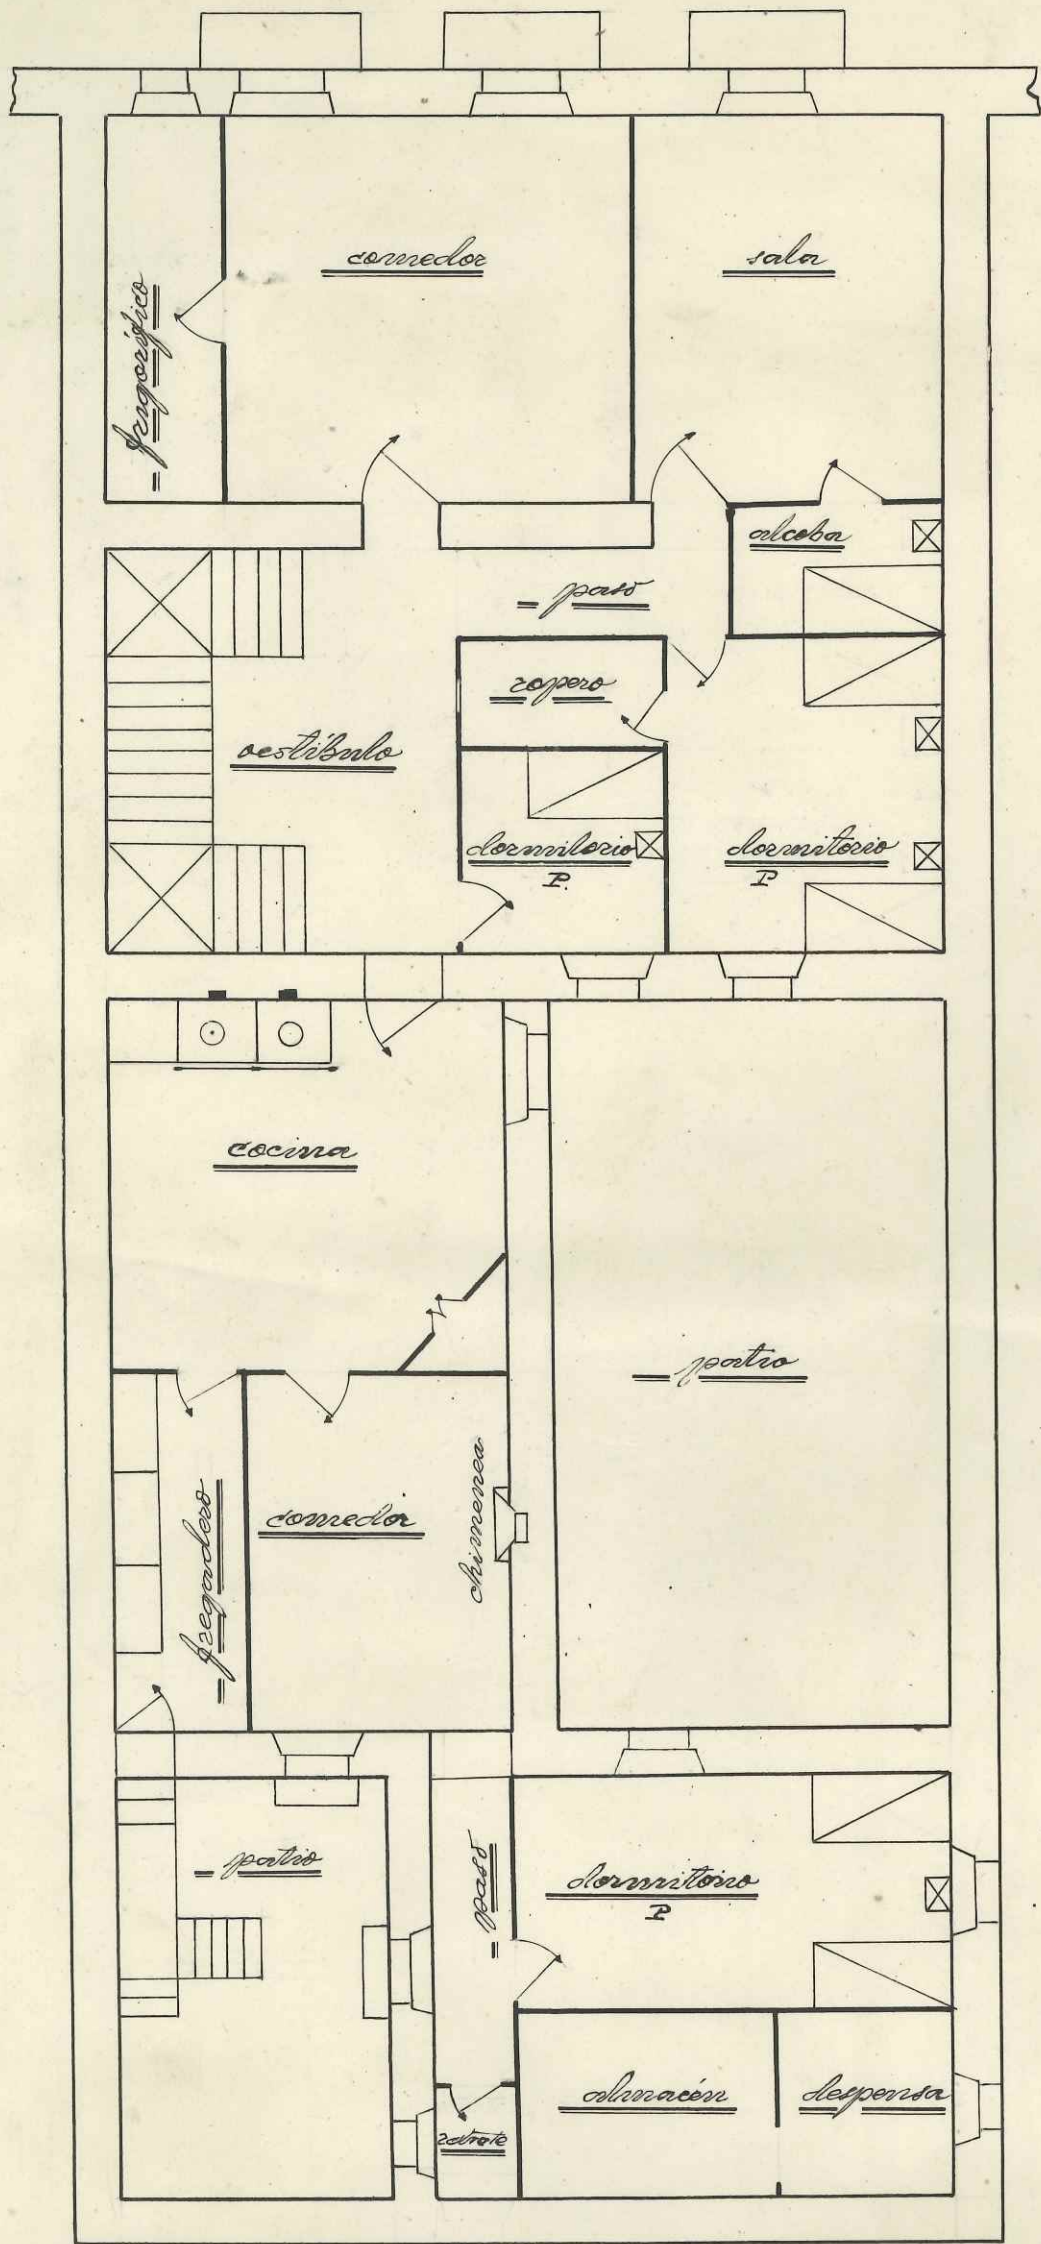 comedor
sala
frigorífico
alcoba
paso
ropero
vestíbulo
dormitorio
P.
dormitorio
P
cocina
patio
chimenea
comedor
fregadero
patio
paso
dormitorio
P
almacén
despensa